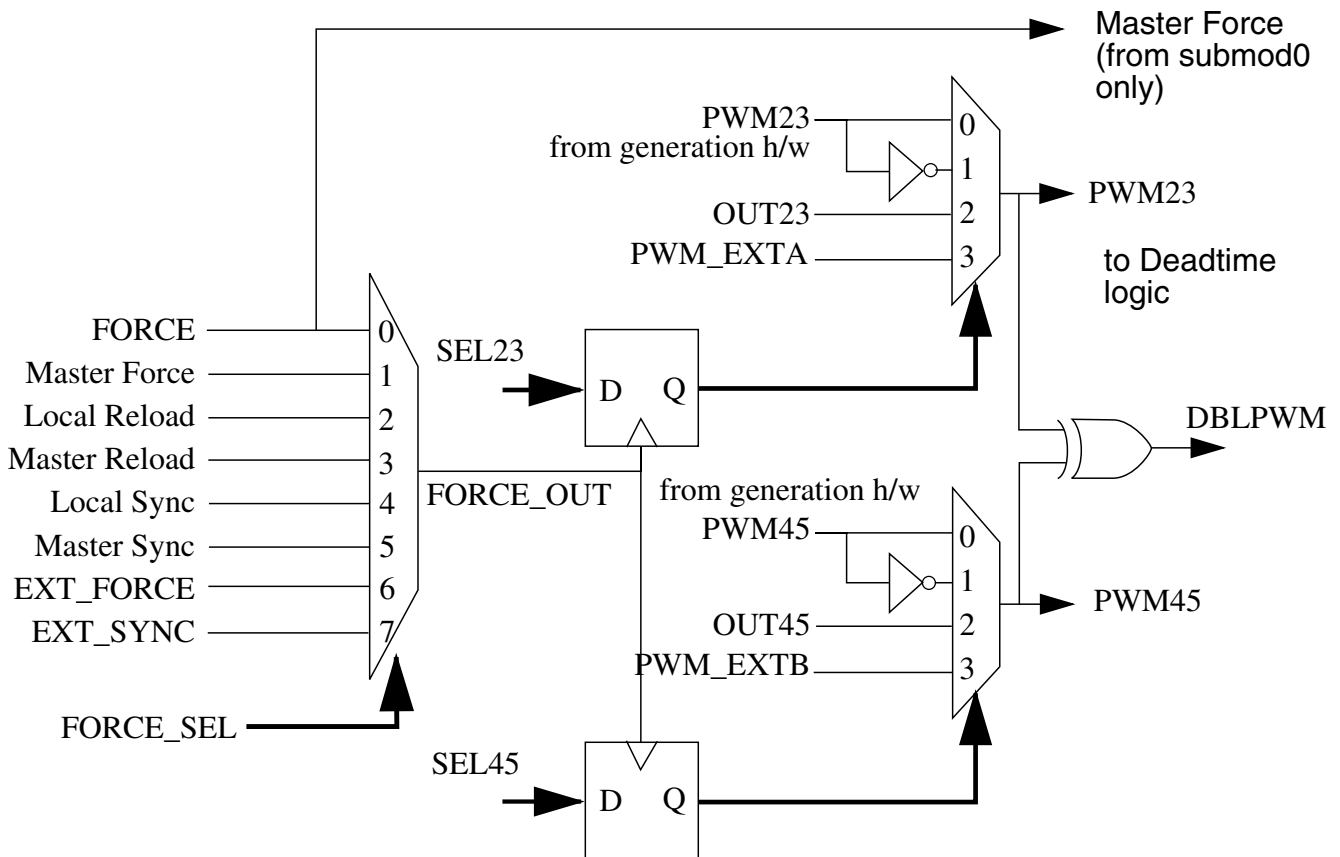 Master Force
(from submod0
only)
PWM23
from generation h/w
0
1
OUT23
2
PWM_EXTA
3
PWM23
to Deadtime
logic
FORCE
0
Master Force
1
Local Reload
2
Master Reload
3
Local Sync
4
Master Sync
5
EXT_FORCE
6
EXT_SYNC
7
FORCE_SEL
FORCE_OUT
SEL23
D Q
DBLPWM
from generation h/w
PWM45
0
1
OUT45
2
PWM_EXTB
3
PWM45
SEL45
D Q